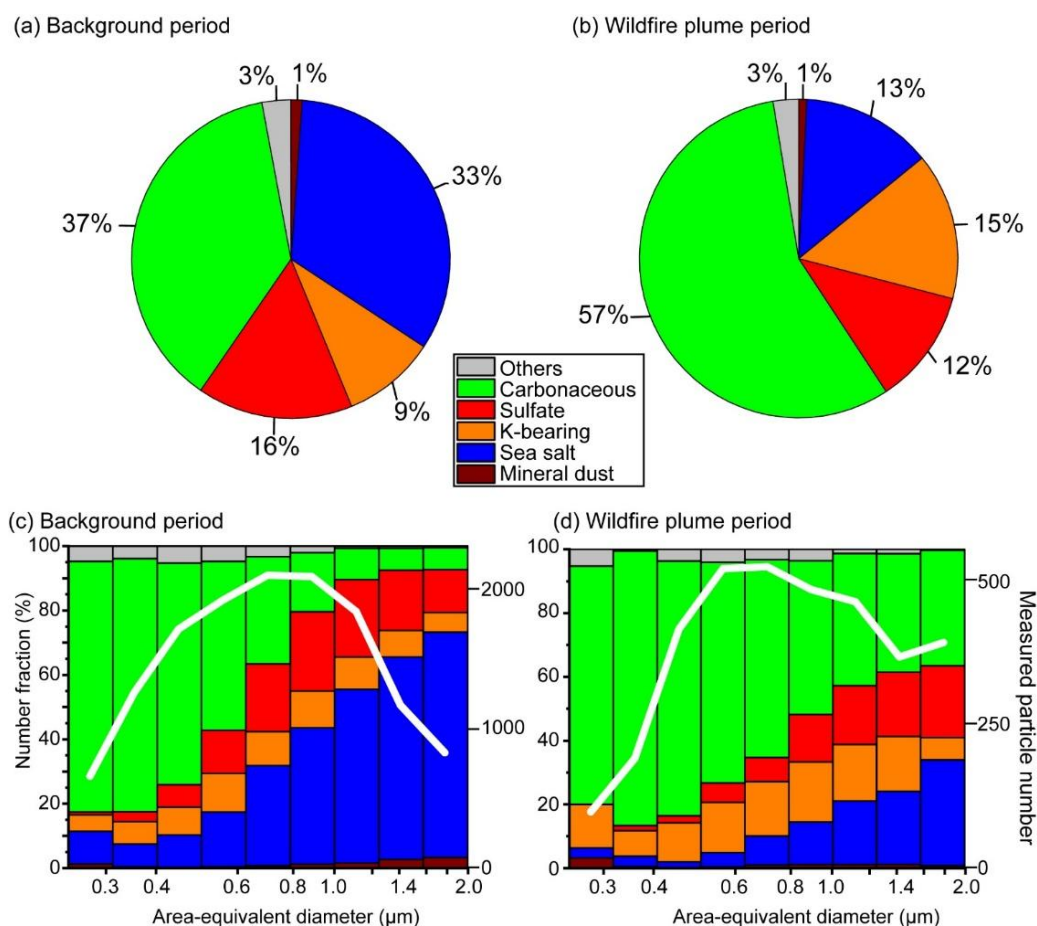 (a) Background period
(b) Wildfire plume period
3%
1%
33%
37%
9%
16%
3%
1%
13%
15%
57%
12%
Others
Carbonaceous
Sulfate
K-bearing
Sea salt
Mineral dust
(c) Background period
(d) Wildfire plume period
Number fraction (%)
100
80
60
40
20
0
2000
1000
0
0.3 0.4 0.6 0.8 1.0 1.4 2.0
Area-equivalent diameter (μm)
100
80
60
40
20
0
500
250
0
Measured particle number
0.3 0.4 0.6 0.8 1.0 1.4 2.0
Area-equivalent diameter (μm)